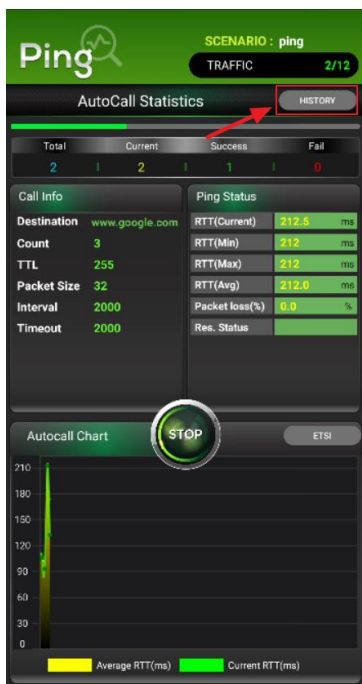 Ping
SCENARIO : ping
TRAFFIC 2/12
AutoCall Statistics HISTORY
Total Current Success Fail
2 2 1 0
Call Info
Destination www.google.com
Count 3
TTL 255
Packet Size 32
Interval 2000
Timeout 2000
Ping Status
RTT(Current) 212.5 ms
RTT(Min) 212 ms
RTT(Max) 212 ms
RTT(Avg) 212.0 ms
Packet loss(%) 0.0 %
Res. Status
Autocall Chart STOP ETSI
210
180
150
120
90
60
30
0
Average RTT(ms) Current RTT(ms)